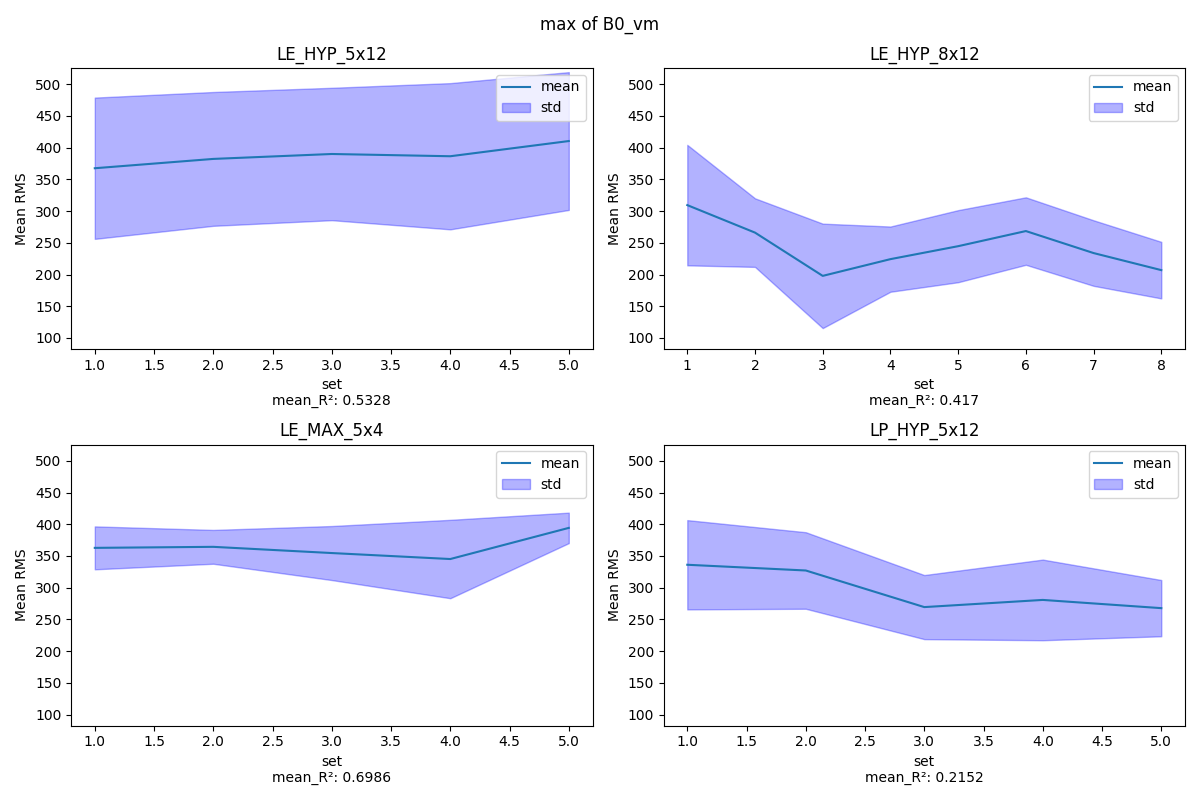 max of B0_vm
LE_HYP_5x12
500
450
400
350
300
250
200
150
100
Mean RMS
mean
std
1.0 1.5 2.0 2.5 3.0 3.5 4.0 4.5 5.0
set
mean_R²: 0.5328
LE_HYP_8x12
500
450
400
350
300
250
200
150
100
Mean RMS
mean
std
1 2 3 4 5 6 7 8
set
mean_R²: 0.417
LE_MAX_5x4
500
450
400
350
300
250
200
150
100
Mean RMS
mean
std
1.0 1.5 2.0 2.5 3.0 3.5 4.0 4.5 5.0
set
mean_R²: 0.6986
LP_HYP_5x12
500
450
400
350
300
250
200
150
100
Mean RMS
mean
std
1.0 1.5 2.0 2.5 3.0 3.5 4.0 4.5 5.0
set
mean_R²: 0.2152